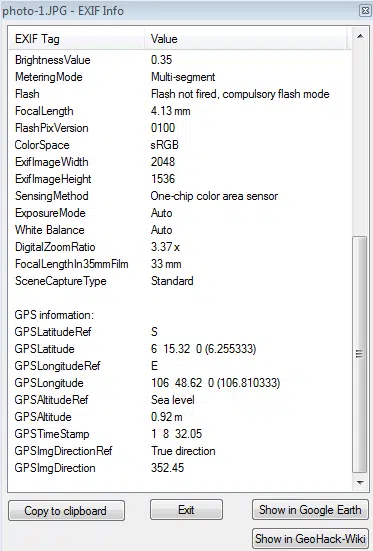 photo-1.JPG - EXIF Info
EXIF Tag Value
BrightnessValue 0.35
MeteringMode Multi-segment
Flash Flash not fired, compulsory flash mode
FocalLength 4.13 mm
FlashPixVersion 0100
ColorSpace sRGB
ExifImageWidth 2048
ExifImageHeight 1536
SensingMethod One-chip color area sensor
ExposureMode Auto
White Balance Auto
DigitalZoomRatio 3.37 x
FocalLengthIn35mmFilm 33 mm
SceneCaptureType Standard
GPS information:
GPSLatitudeRef S
GPSLatitude 6 15.32 0 (6.255333)
GPSLongitudeRef E
GPSLongitude 106 48.62 0 (106.810333)
GPSAltitudeRef Sea level
GPSAltitude 0.92 m
GPSTimeStamp 1 8 32.05
GPSImgDirectionRef True direction
GPSImgDirection 352.45
Copy to clipboard Exit Show in Google Earth
Show in GeoHack-Wiki